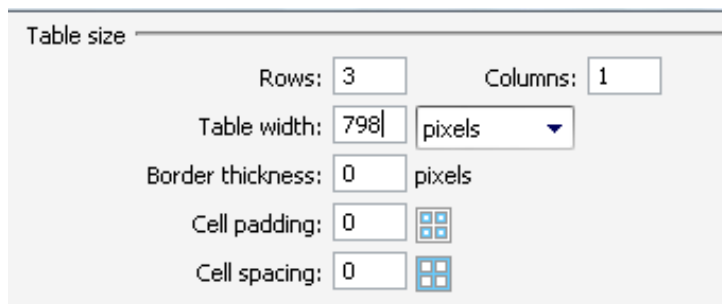 Table size
Rows: 3 Columns: 1
Table width: 798 pixels
Border thickness: 0 pixels
Cell padding: 0
Cell spacing: 0